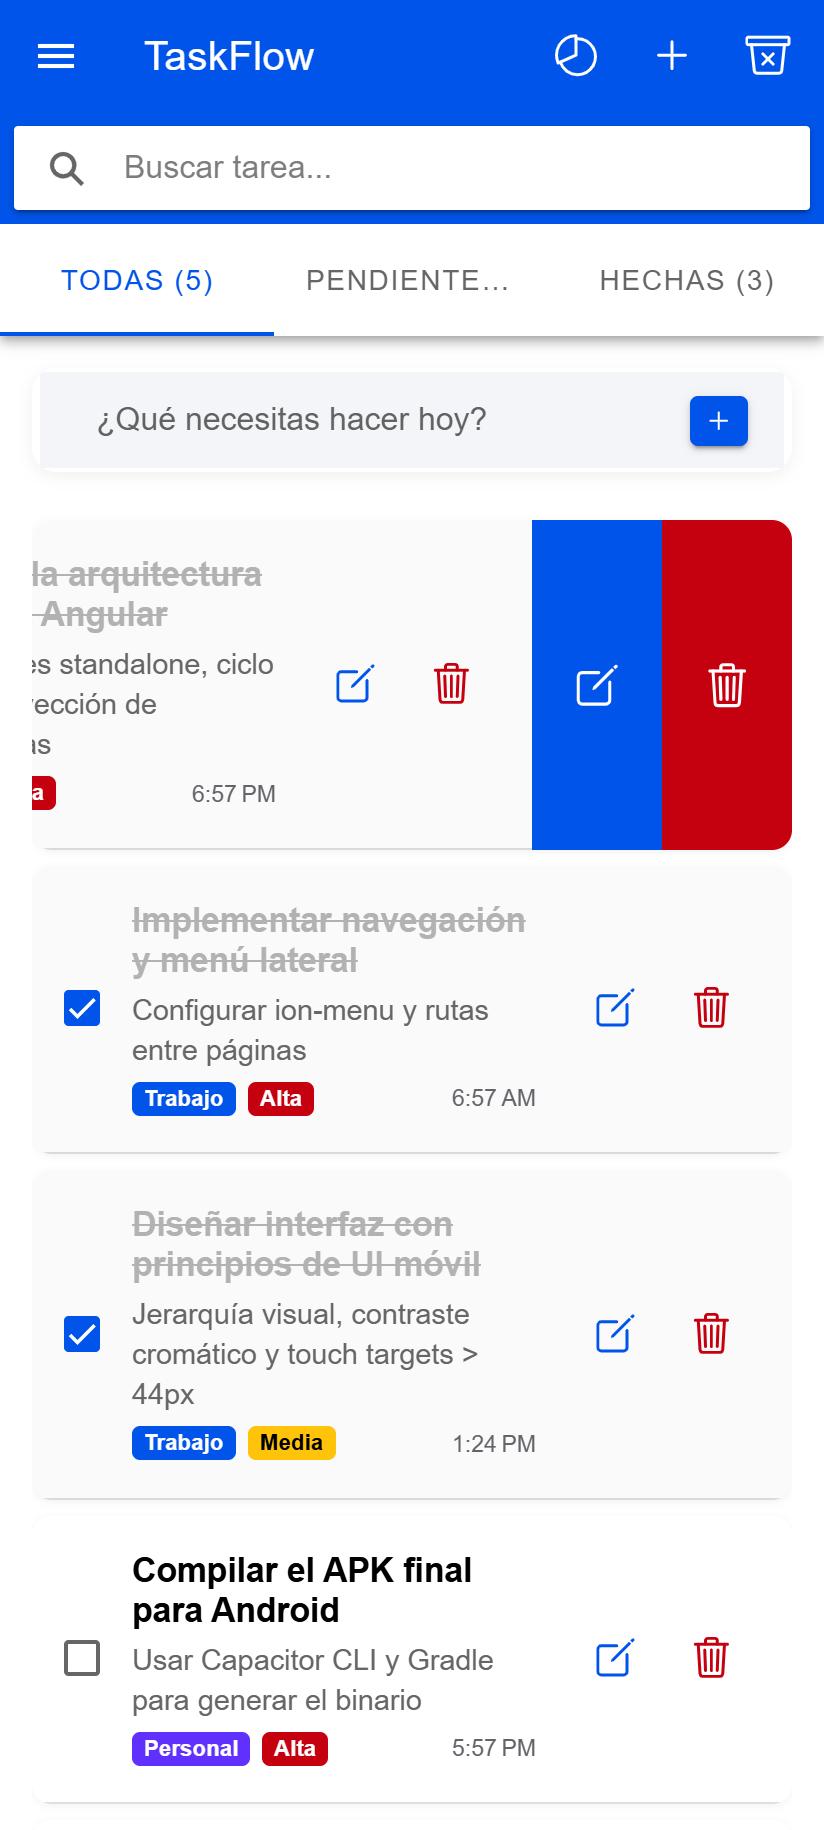 TaskFlow
Buscar tarea...
TODAS (5)
PENDIENTE...
HECHAS (3)
¿Qué necesitas hacer hoy?
la arquitectura
Angular
es standalone, ciclo
de
as
a
6:57 PM
Implementar navegación
y menú lateral
Configurar ion-menu y rutas
entre páginas
Trabajo Alta 6:57 AM
Diseñar interfaz con
principios de UI móvil
Jerarquía visual, contraste
cromático y touch targets >
44px
Trabajo Media 1:24 PM
Compilar el APK final
para Android
Usar Capacitor CLI y Gradle
para generar el binario
Personal Alta 5:57 PM